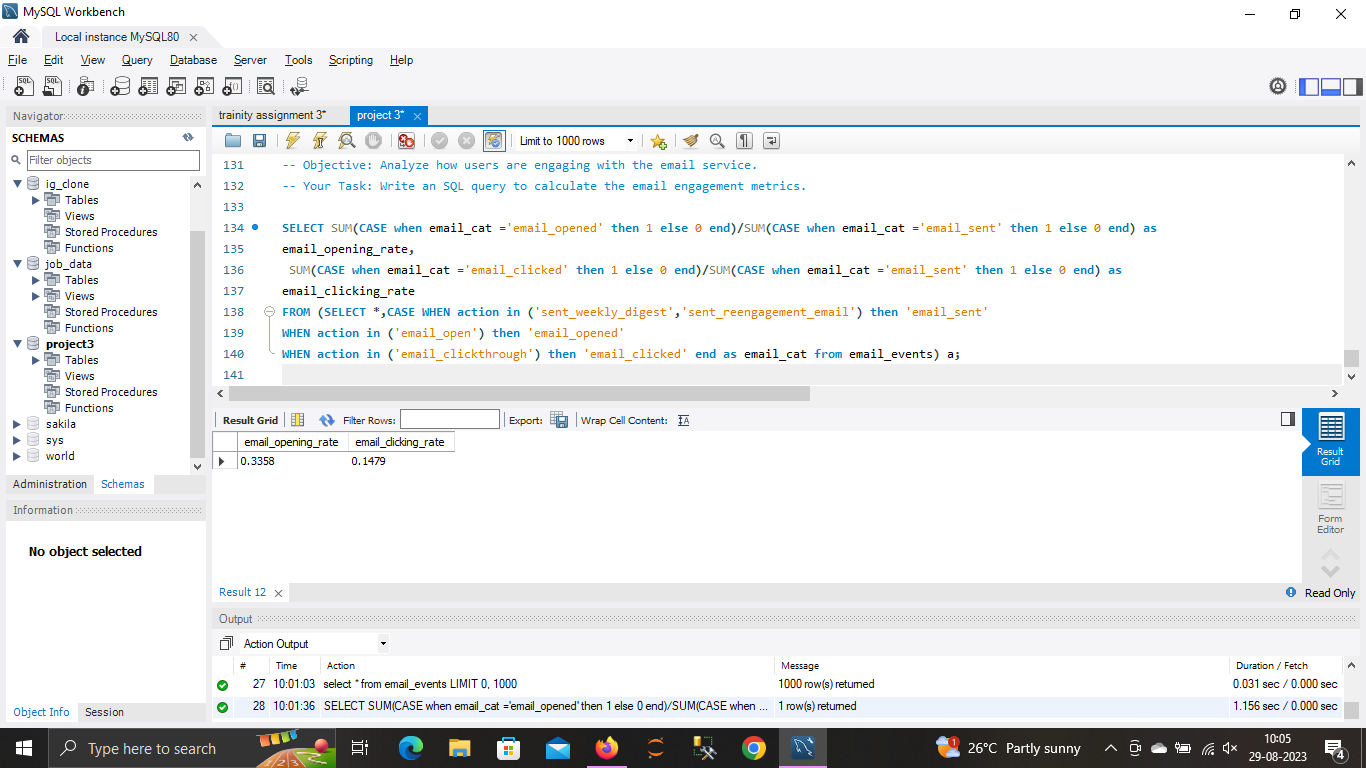 MySQL Workbench
Local instance MySQL80
File Edit View Query Database Server Tools Scripting Help
Navigator
SCHEMAS
Filter objects
ig_clone
Tables
Views
Stored Procedures
Functions
job_data
Tables
Views
Stored Procedures
Functions
project3
Tables
Views
Stored Procedures
Functions
sakila
sys
world
Administration Schemas
Information
No object selected
Object Info Session
trainity assignment 3* project 3*
Limit to 1000 rows
131 -- Objective: Analyze how users are engaging with the email service.
132 -- Your Task: Write an SQL query to calculate the email engagement metrics.
133
134 SELECT SUM(CASE when email_cat ='email_opened' then 1 else 0 end)/SUM(CASE when email_cat ='email_sent' then 1 else 0 end) as
135 email_opening_rate,
136 SUM(CASE when email_cat ='email_clicked' then 1 else 0 end)/SUM(CASE when email_cat ='email_sent' then 1 else 0 end) as
137 email_clicking_rate
138 FROM (SELECT *,CASE WHEN action in ('sent_weekly_digest','sent_reengagement_email') then 'email_sent'
139 WHEN action in ('email_open') then 'email_opened'
140 WHEN action in ('email_clickthrough') then 'email_clicked' end as email_cat from email_events) a;
141
Result Grid Filter Rows: Export: Wrap Cell Content:
email_opening_rate email_clicking_rate
0.3358 0.1479
Result Grid
Form Editor
Result 12
Read Only
Output
Action Output
# Time Action Message Duration / Fetch
27 10:01:03 select * from email_events LIMIT 0, 1000 1000 row(s) returned 0.031 sec / 0.000 sec
28 10:01:36 SELECT SUM(CASE when email_cat ='email_opened' then 1 else 0 end)/SUM(CASE when ... 1 row(s) returned 1.156 sec / 0.000 sec
Type here to search
1
26°C Partly sunny
10:05
29-08-2023
4